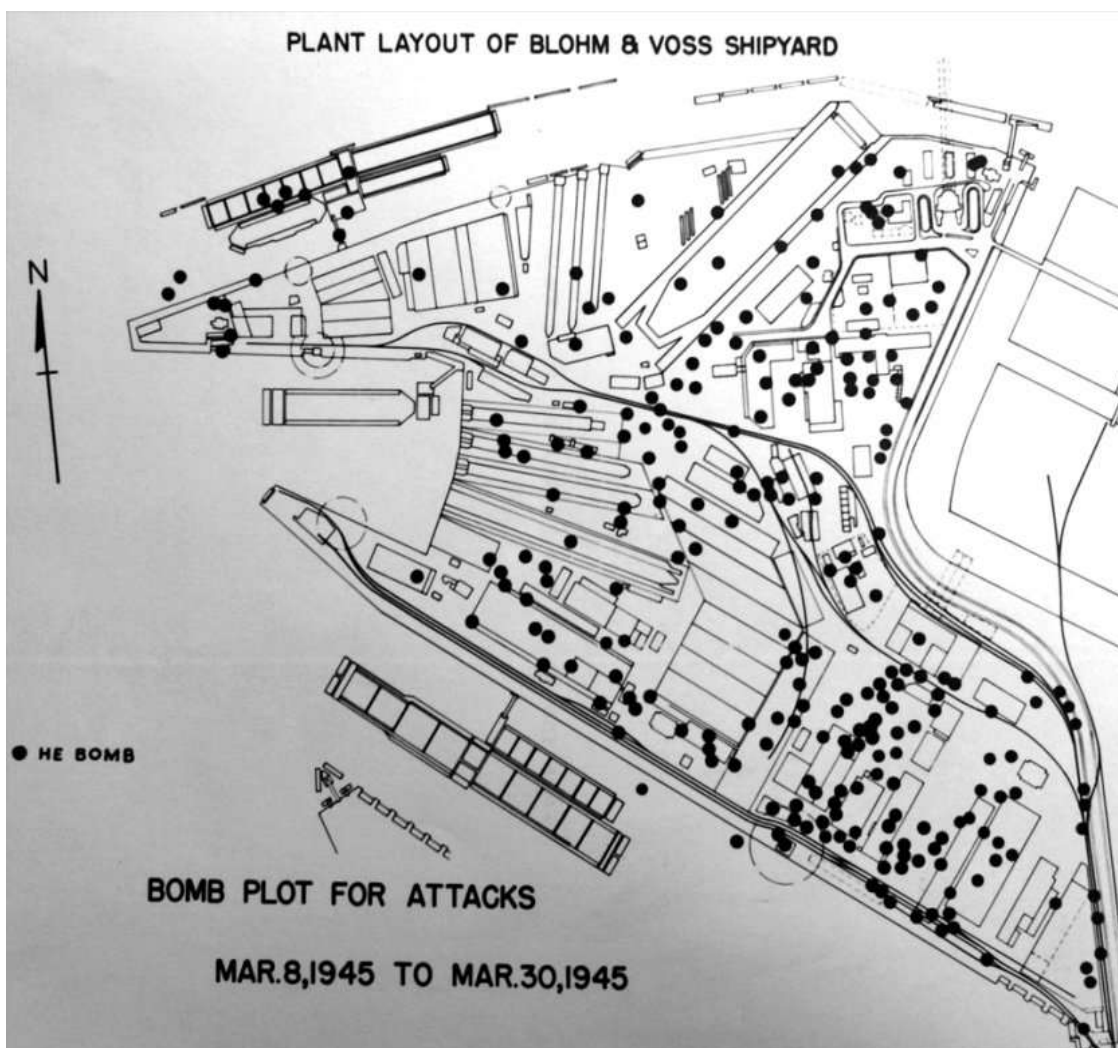 PLANT LAYOUT OF BLOHM & VOSS SHIPYARD
N
HE BOMB
BOMB PLOT FOR ATTACKS
MAR.8,1945 TO MAR.30,1945